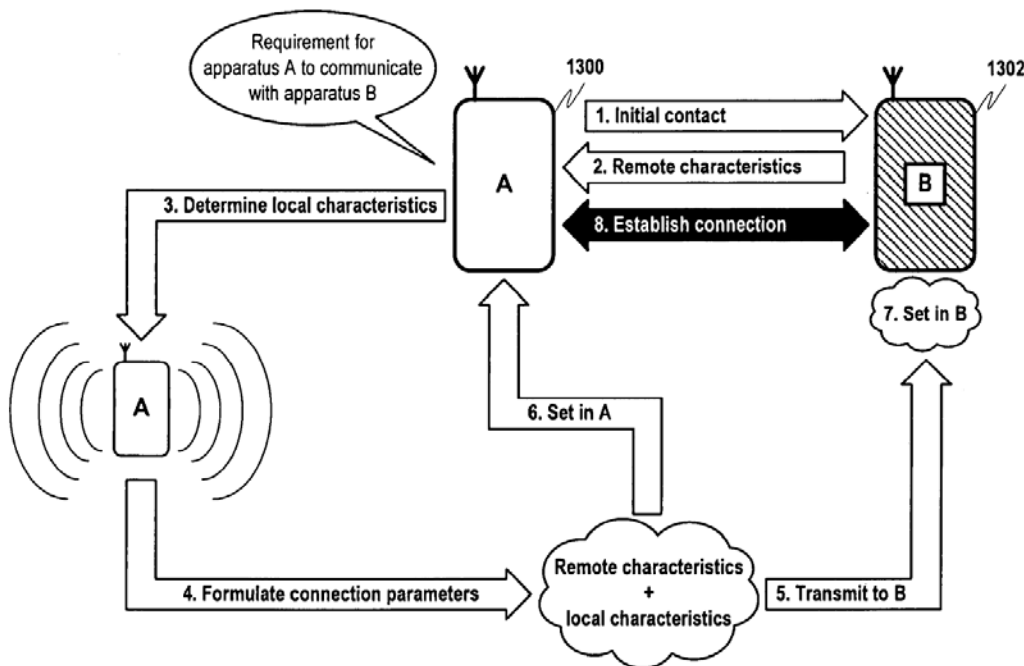 Requirement for
apparatus A to communicate
with apparatus B
1300
1302
1. Initial contact
2. Remote characteristics
A
B
3. Determine local characteristics
8. Establish connection
7. Set in B
A
6. Set in A
Remote characteristics
+
local characteristics
4. Formulate connection parameters
5. Transmit to B